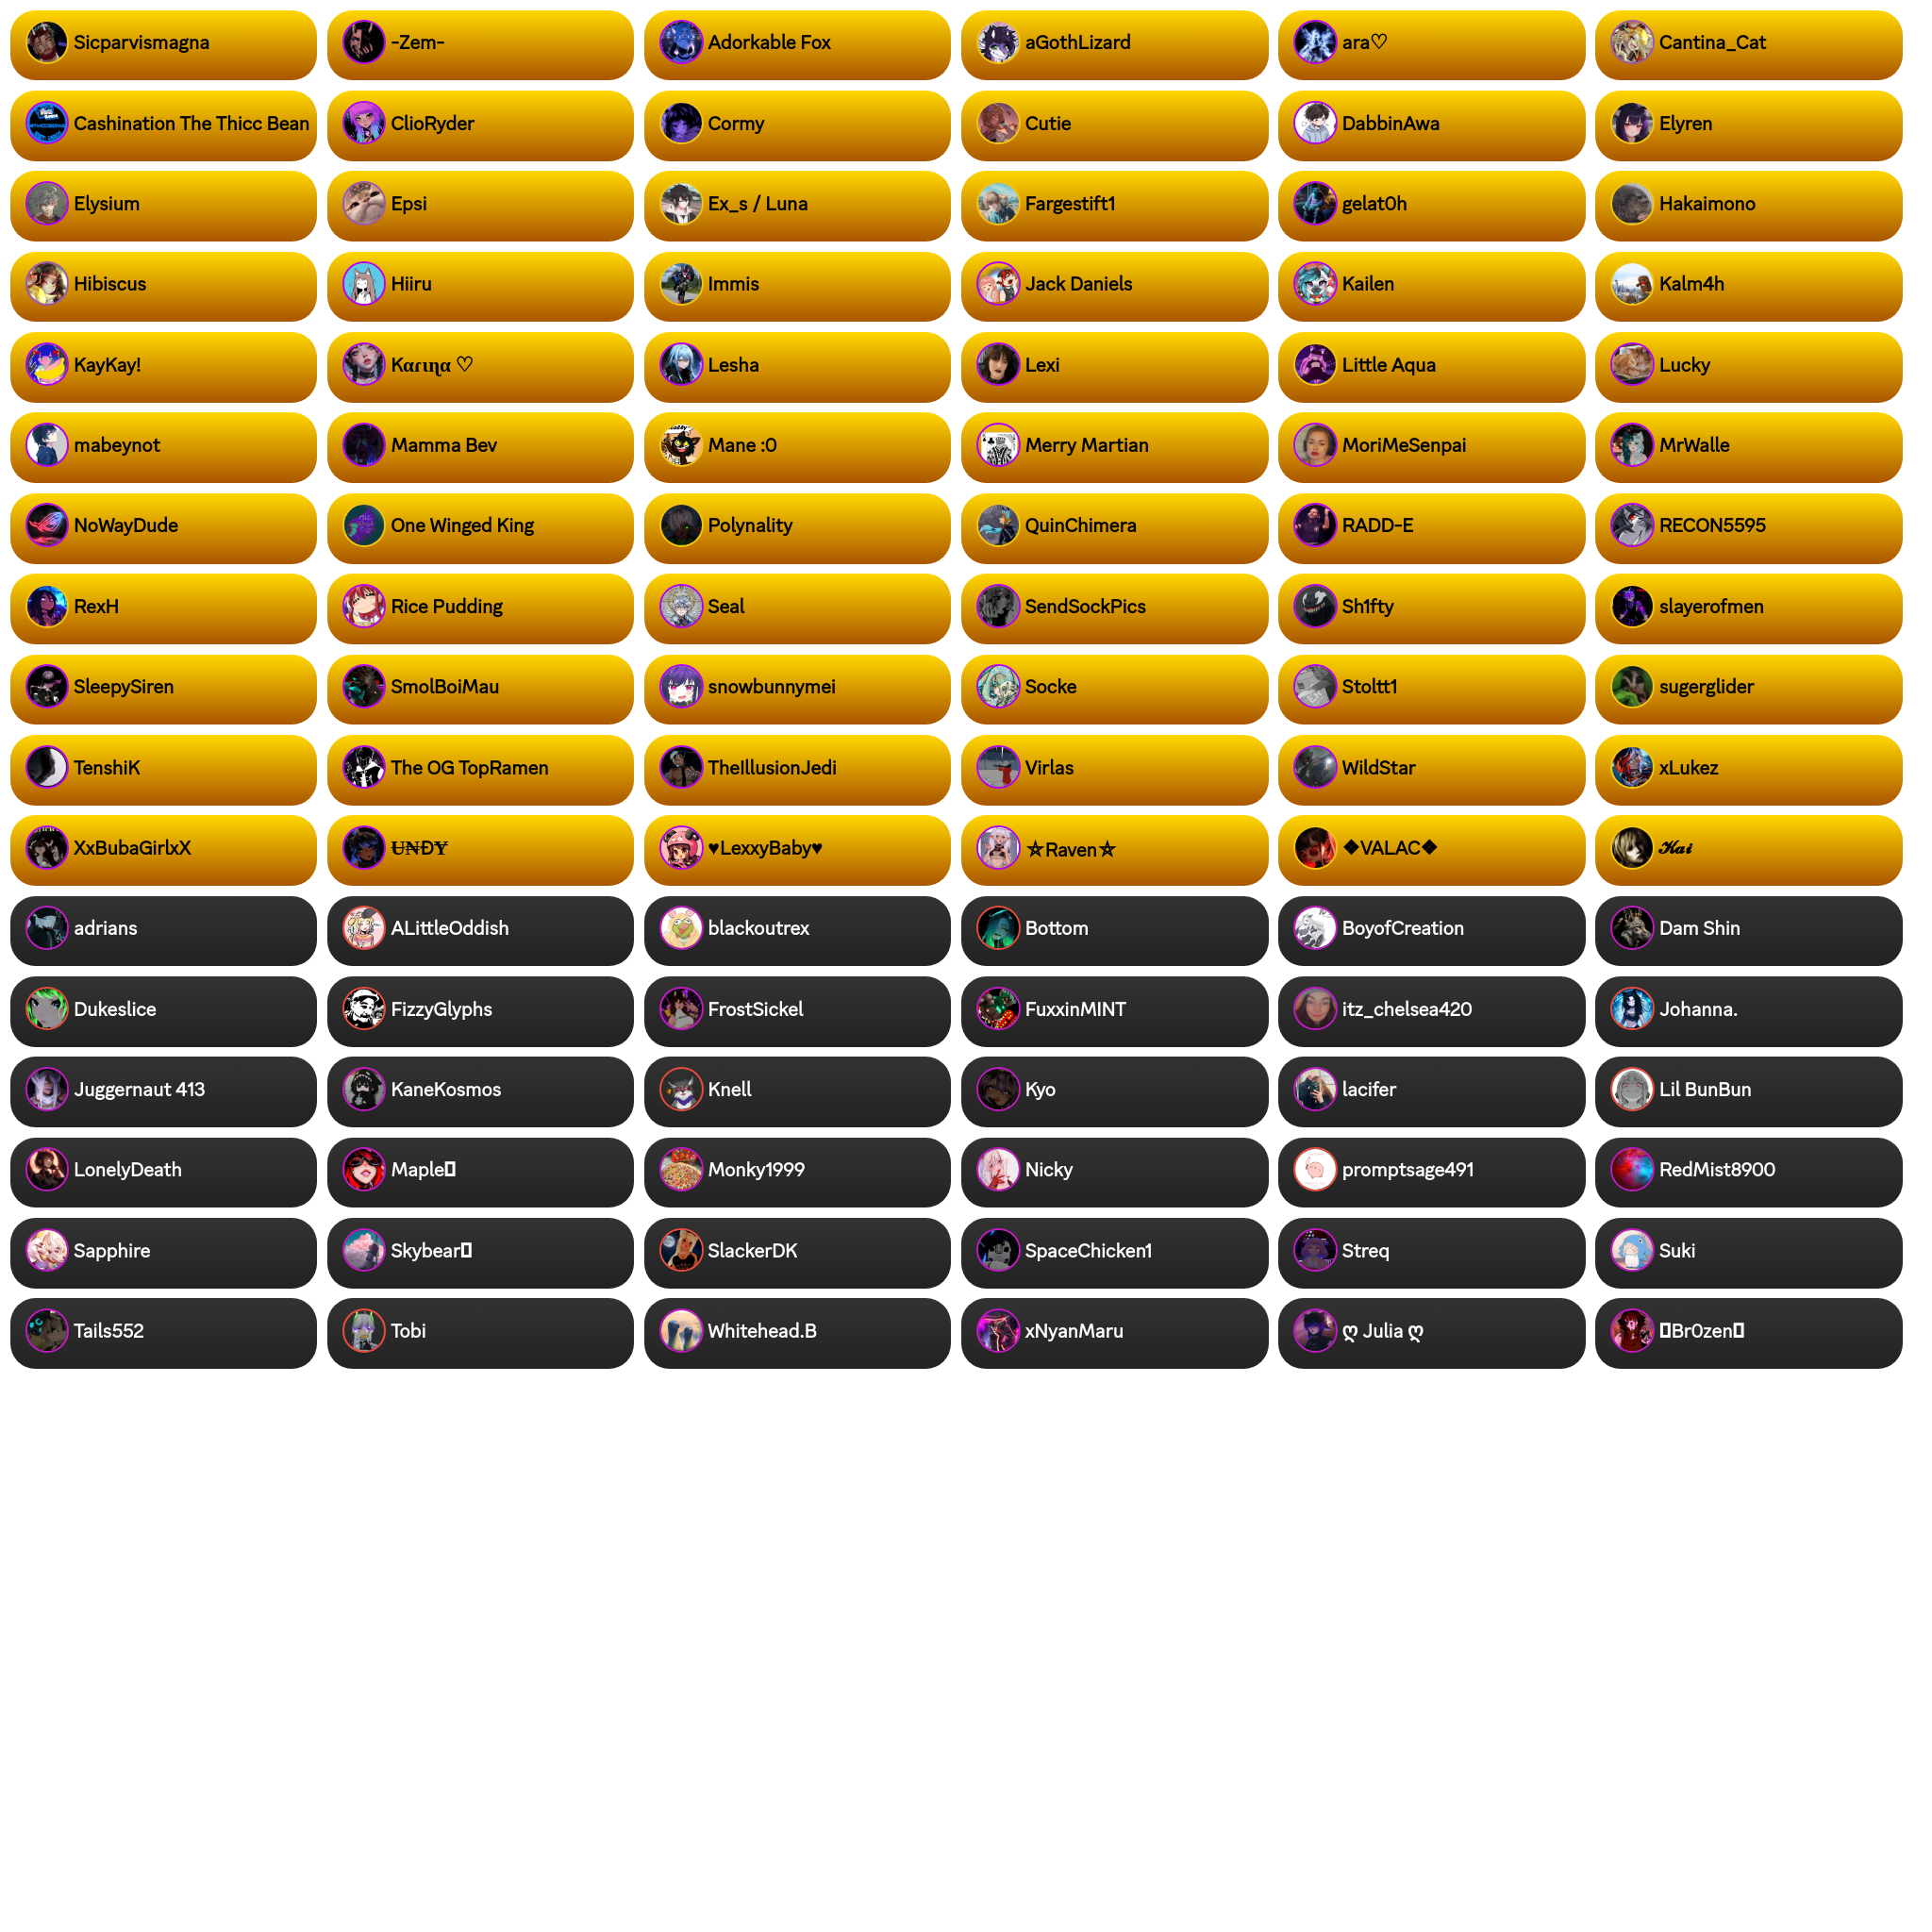 Sicparvismagna
-Zem-
Adorkable Fox
aGothLizard
ara♡
Cantina_Cat
Cashination The Thicc Bean
ClioRyder
Cormy
Cutie
DabbinAwa
Elyren
Elysium
Epsi
Ex_s / Luna
Fargestift1
gelat0h
Hakaimono
Hibiscus
Hiiru
Immis
Jack Daniels
Kailen
Kalm4h
KayKay!
Kαɾιɳα ♡
Lesha
Lexi
Little Aqua
Lucky
mabeynot
Mamma Bev
Mane :0
Merry Martian
MoriMeSenpai
MrWalle
NoWayDude
One Winged King
Polynality
QuinChimera
RADD-E
RECON5595
RexH
Rice Pudding
Seal
SendSockPics
Sh1fty
slayerofmen
SleepySiren
SmolBoiMau
snowbunnymei
Socke
Stoltt1
sugerglider
TenshiK
The OG TopRamen
TheIllusionJedi
Virlas
WildStar
xLukez
XxBubaGirlxX
Ʉ₦ĐɎ
♥LexxyBaby♥
⛤Raven⛤
❖VALAC❖
𝓚𝓪𝓲
adrians
ALittleOddish
blackoutrex
Bottom
BoyofCreation
Dam Shin
Dukeslice
FizzyGlyphs
FrostSickel
FuxxinMINT
itz_chelsea420
Johanna.
Juggernaut 413
KaneKosmos
Knell
Kyo
lacifer
Lil BunBun
LonelyDeath
Maple
Monky1999
Nicky
promptsage491
RedMist8900
Sapphire
Skybear
SlackerDK
SpaceChicken1
Streq
Suki
Tails552
Tobi
Whitehead.B
xNyanMaru
ღ Julia ღ
Br0zen